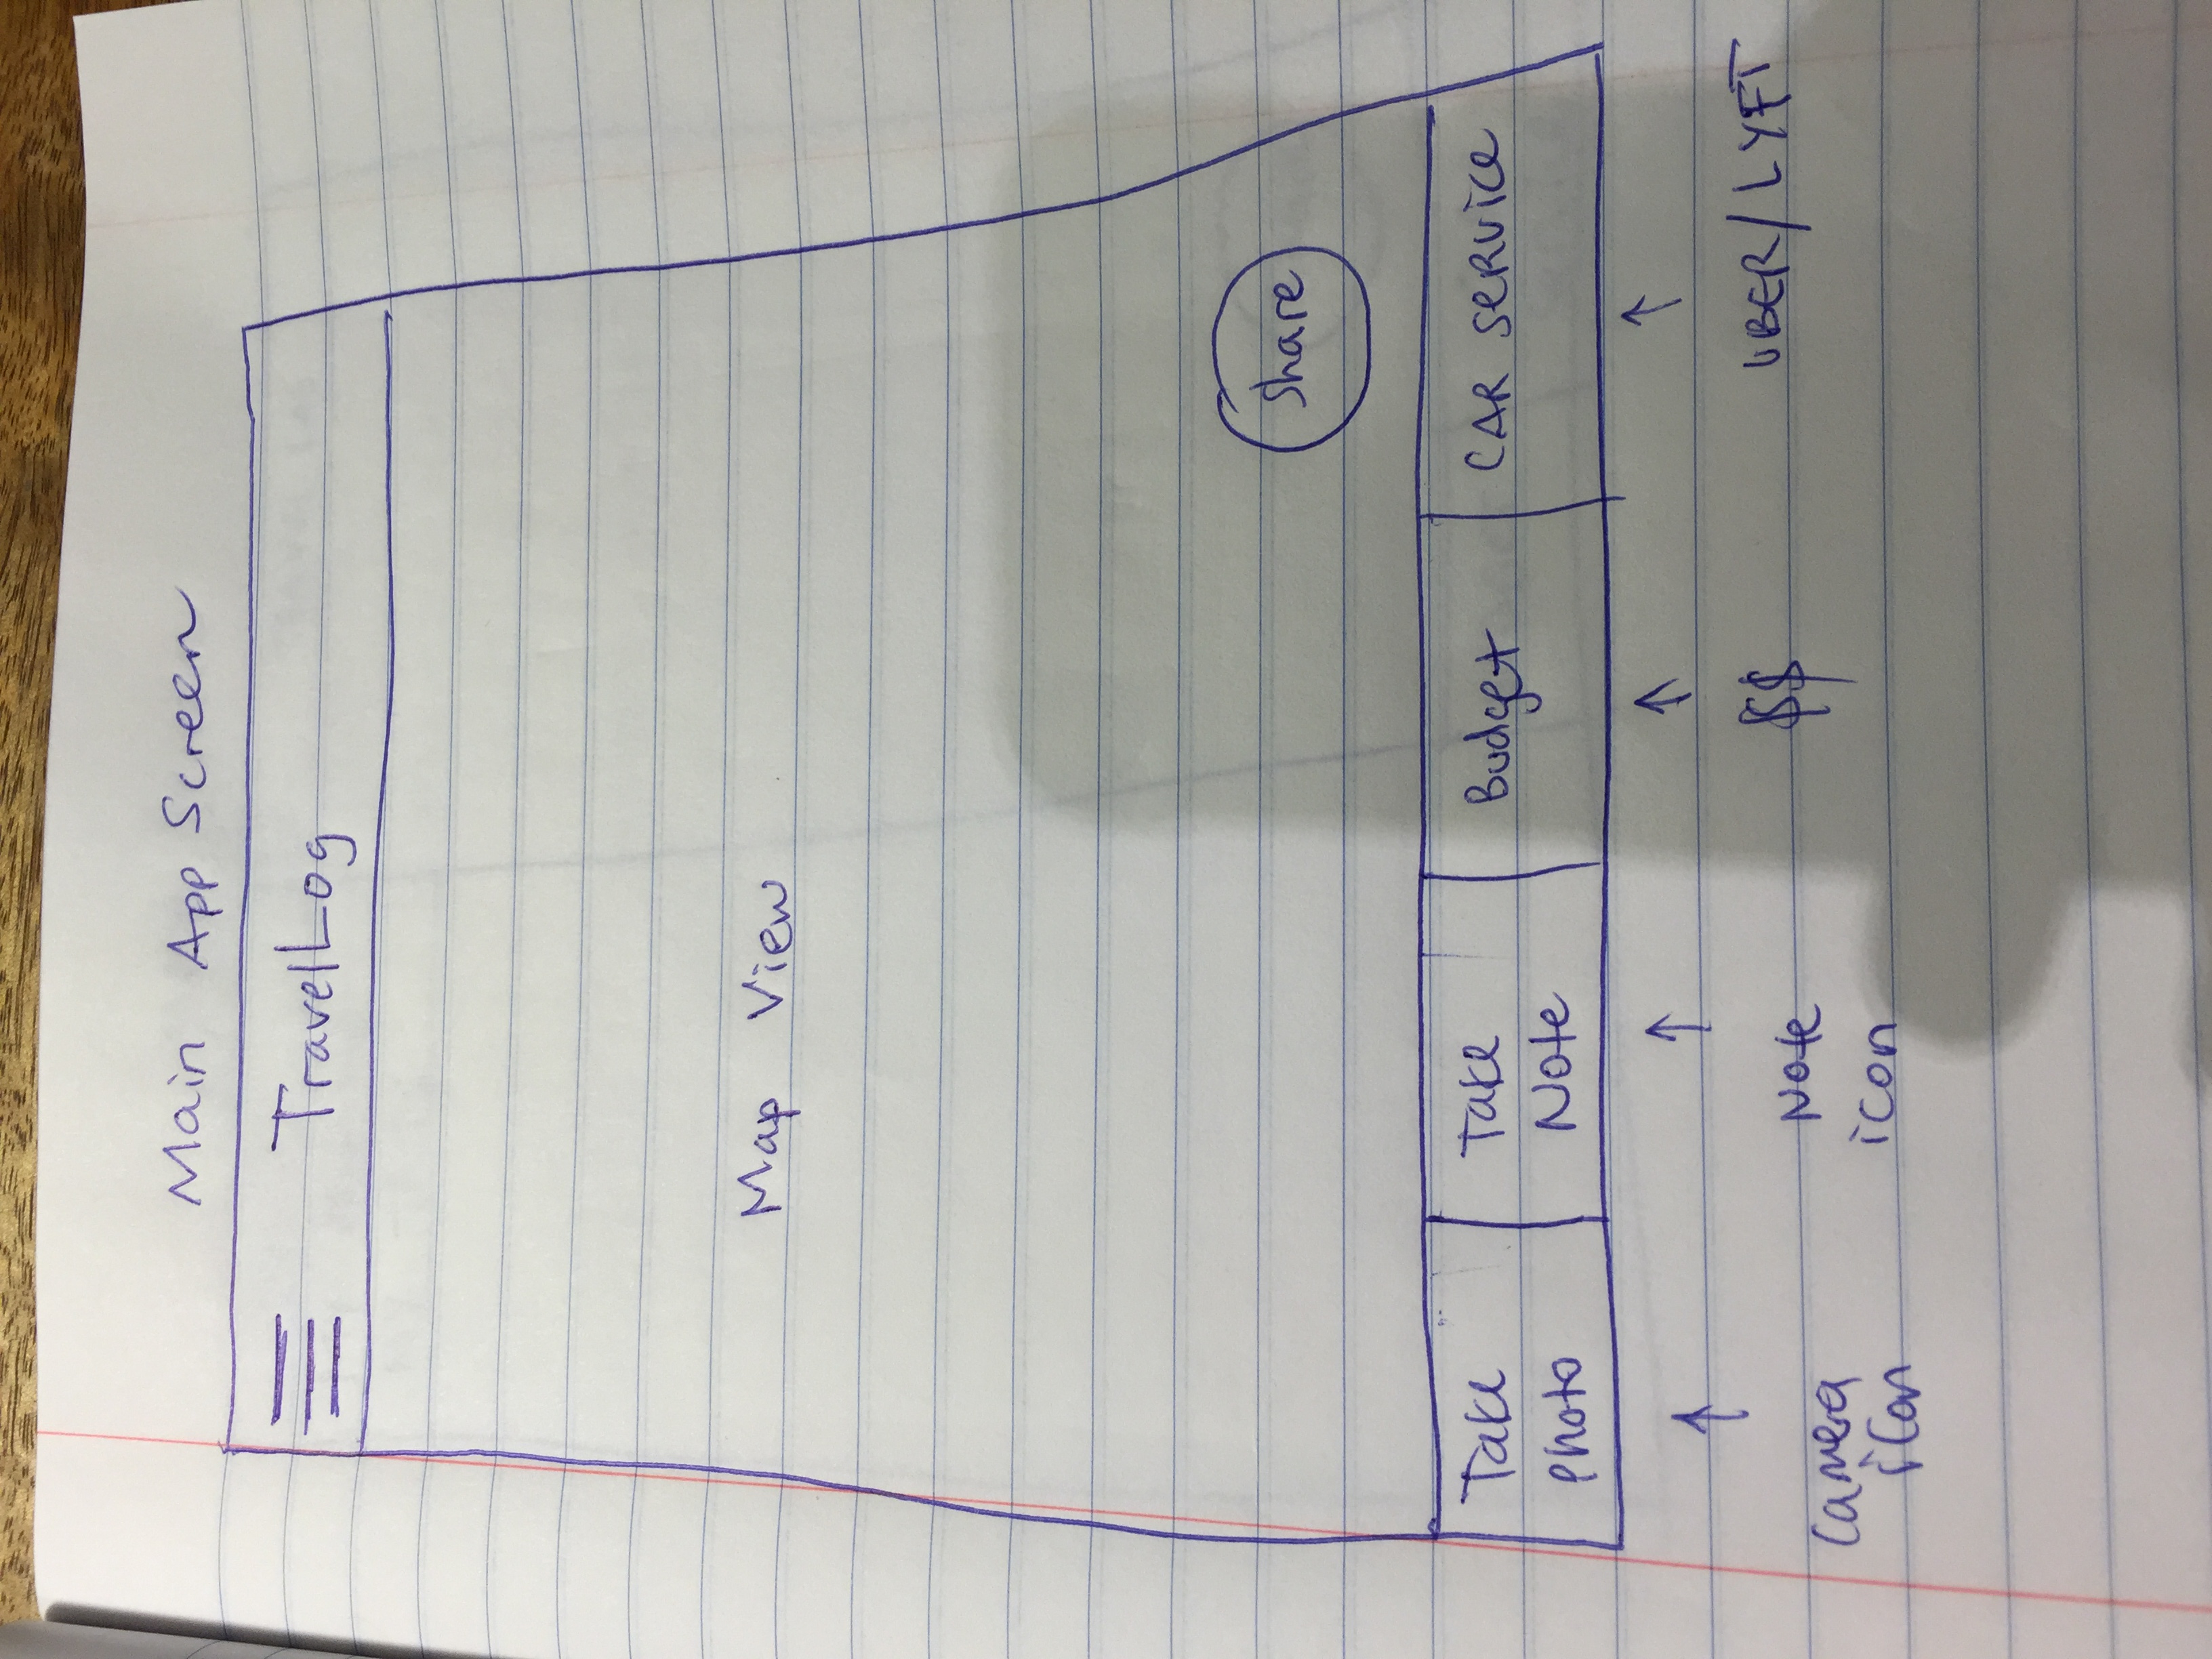 Main App Screen
TravelLog
Map View
Share
Take
Photo
Take
Note
Budget
CAR SERVICE
Camera
icon
Note
icon
$$
UBER/LYFT